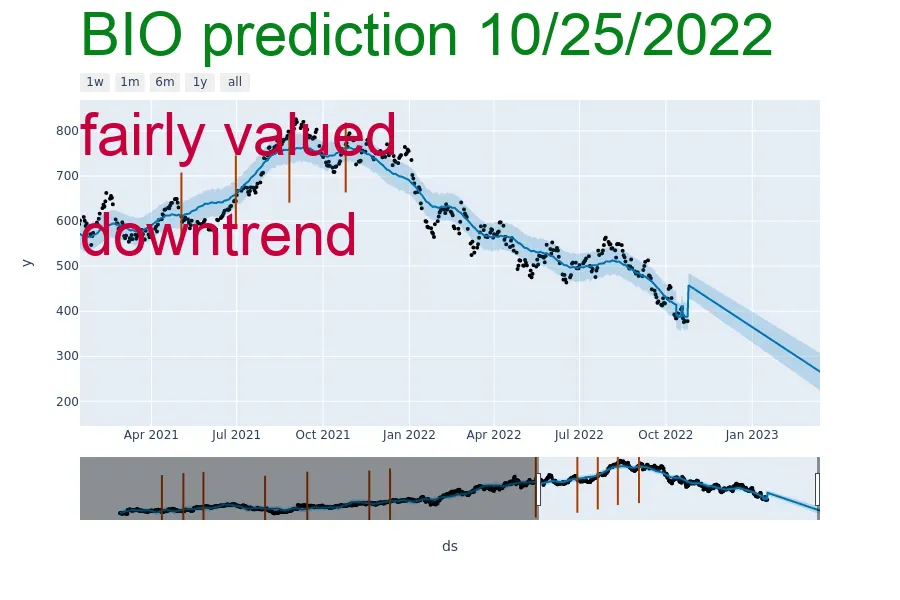 BIO prediction 10/25/2022
1w 1m 6m 1y all
fairly valued
downtrend
800
700
600
500
400
300
200
y
Apr 2021 Jul 2021 Oct 2021 Jan 2022 Apr 2022 Jul 2022 Oct 2022 Jan 2023
ds